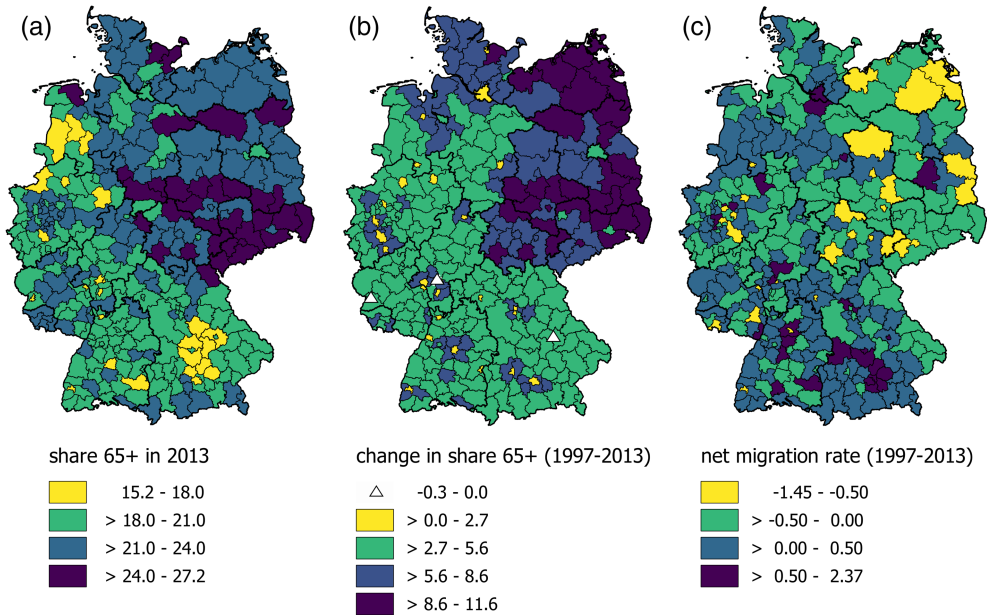 (a)
(b)
(c)
share 65+ in 2013
15.2 - 18.0
> 18.0 - 21.0
> 21.0 - 24.0
> 24.0 - 27.2
change in share 65+ (1997-2013)
-0.3 - 0.0
> 0.0 - 2.7
> 2.7 - 5.6
> 5.6 - 8.6
> 8.6 - 11.6
net migration rate (1997-2013)
-1.45 - -0.50
> -0.50 - 0.00
> 0.00 - 0.50
> 0.50 - 2.37